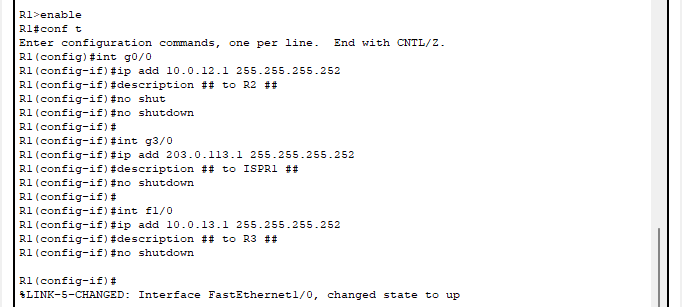 R1>enable
R1#conf t
Enter configuration commands, one per line.  End with CNTL/Z.
R1(config)#int g0/0
R1(config-if)#ip add 10.0.12.1 255.255.255.252
R1(config-if)#description ## to R2 ##
R1(config-if)#no shut
R1(config-if)#no shutdown
R1(config-if)#
R1(config-if)#int g3/0
R1(config-if)#ip add 203.0.113.1 255.255.255.252
R1(config-if)#description ## to ISPR1 ##
R1(config-if)#no shutdown
R1(config-if)#
R1(config-if)#int f1/0
R1(config-if)#ip add 10.0.13.1 255.255.255.252
R1(config-if)#description ## to R3 ##
R1(config-if)#no shutdown
R1(config-if)#
%LINK-5-CHANGED: Interface FastEthernet1/0, changed state to up